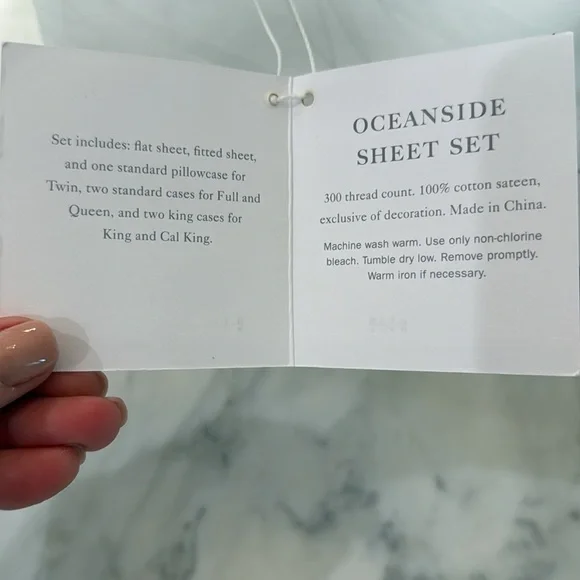 Set includes: flat sheet, fitted sheet,
and one standard pillowcase for
Twin, two standard cases for Full and
Queen, and two king cases for
King and Cal King.
OCEANSIDE
SHEET SET
300 thread count. 100% cotton sateen,
exclusive of decoration. Made in China.
Machine wash warm. Use only non-chlorine
bleach. Tumble dry low. Remove promptly.
Warm iron if necessary.